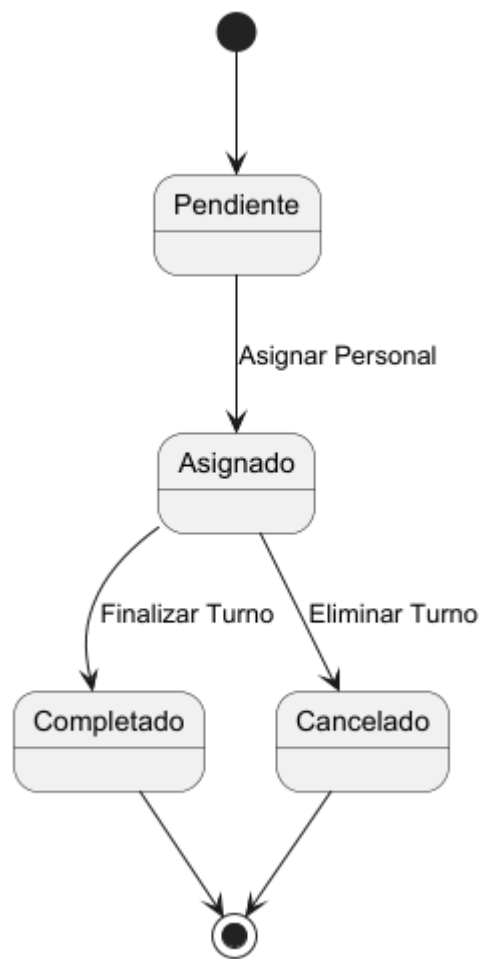 Pendiente
Asignar Personal
Asignado
Finalizar Turno
Eliminar Turno
Completado
Cancelado